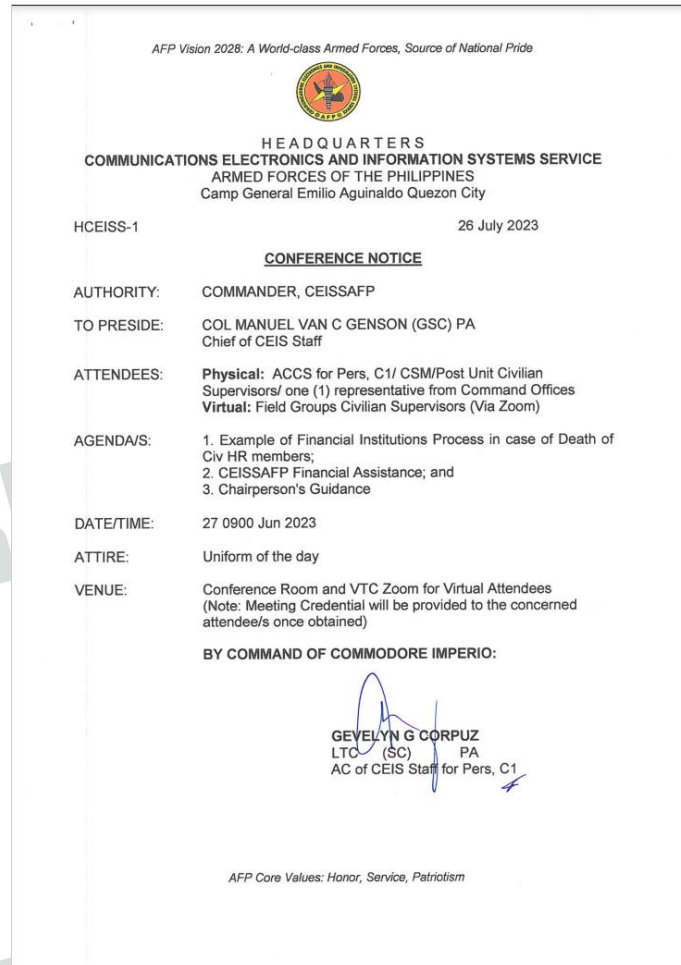 AFP Vision 2028: A World-class Armed Forces, Source of National Pride
HEADQUARTERS
COMMUNICATIONS ELECTRONICS AND INFORMATION SYSTEMS SERVICE
ARMED FORCES OF THE PHILIPPINES
Camp General Emilio Aguinaldo Quezon City
HCEISS-1 26 July 2023
CONFERENCE NOTICE
AUTHORITY: COMMANDER, CEISSAFP
TO PRESIDE: COL MANUEL VAN C GENSON (GSC) PA
Chief of CEIS Staff
ATTENDEES: Physical: ACCS for Pers, C1/ CSM/Post Unit Civilian
Supervisors/ one (1) representative from Command Offices
Virtual: Field Groups Civilian Supervisors (Via Zoom)
AGENDA/S: 1. Example of Financial Institutions Process in case of Death of
Civ HR members;
2. CEISSAFP Financial Assistance; and
3. Chairperson's Guidance
DATE/TIME: 27 0900 Jun 2023
ATTIRE: Uniform of the day
VENUE: Conference Room and VTC Zoom for Virtual Attendees
(Note: Meeting Credential will be provided to the concerned
attendee/s once obtained)
BY COMMAND OF COMMODORE IMPERIO:
GEVELYN G CORPUZ
LTC (SC) PA
AC of CEIS Staff for Pers, C1
AFP Core Values: Honor, Service, Patriotism